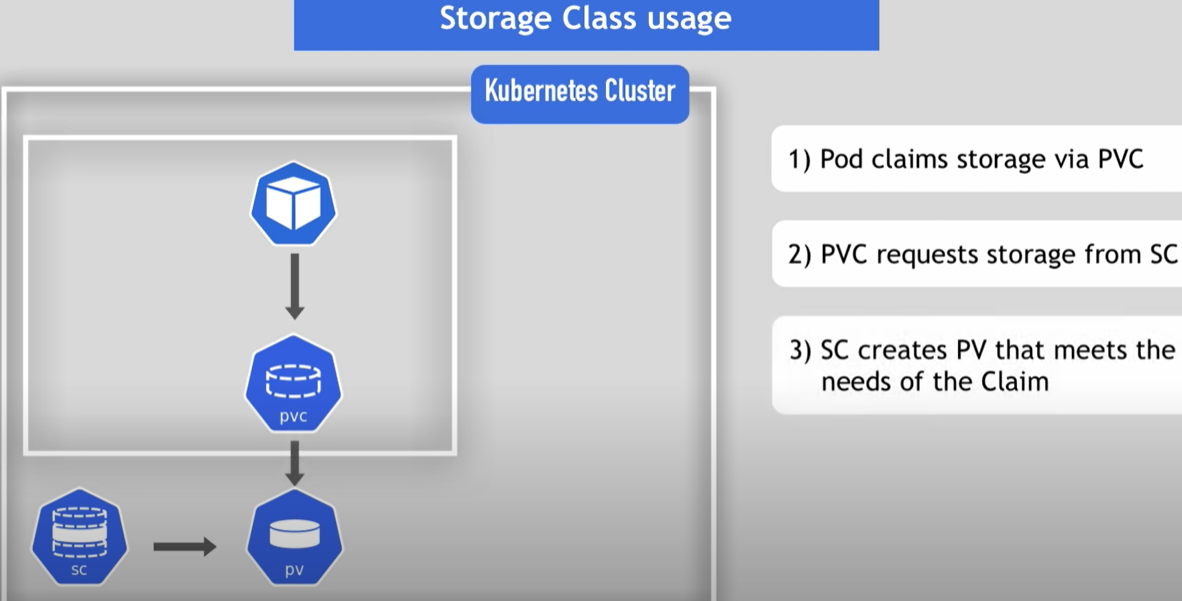 Storage Class usage
Kubernetes Cluster
1) Pod claims storage via PVC
2) PVC requests storage from SC
3) SC creates PV that meets the
needs of the Claim
pvc
sc
pv